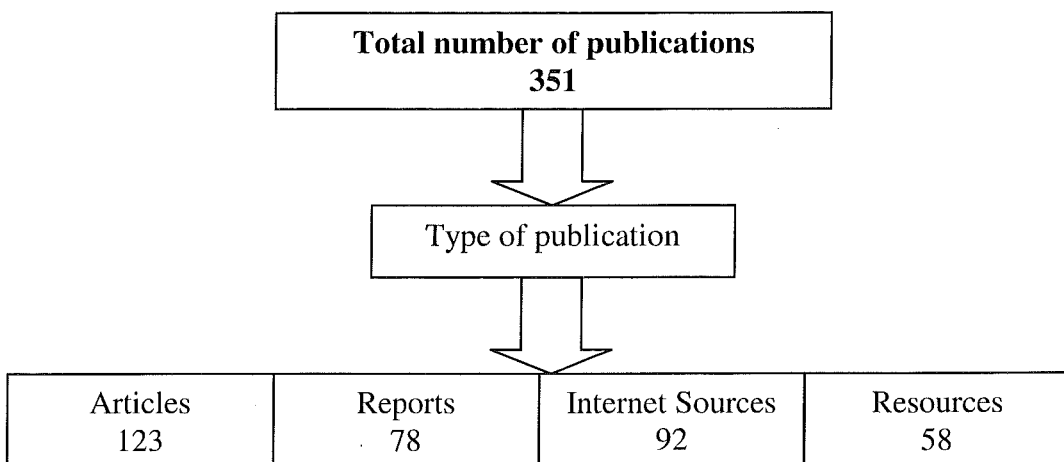 Total number of publications
351
Type of publication
Articles
123
Reports
78
Internet Sources
92
Resources
58